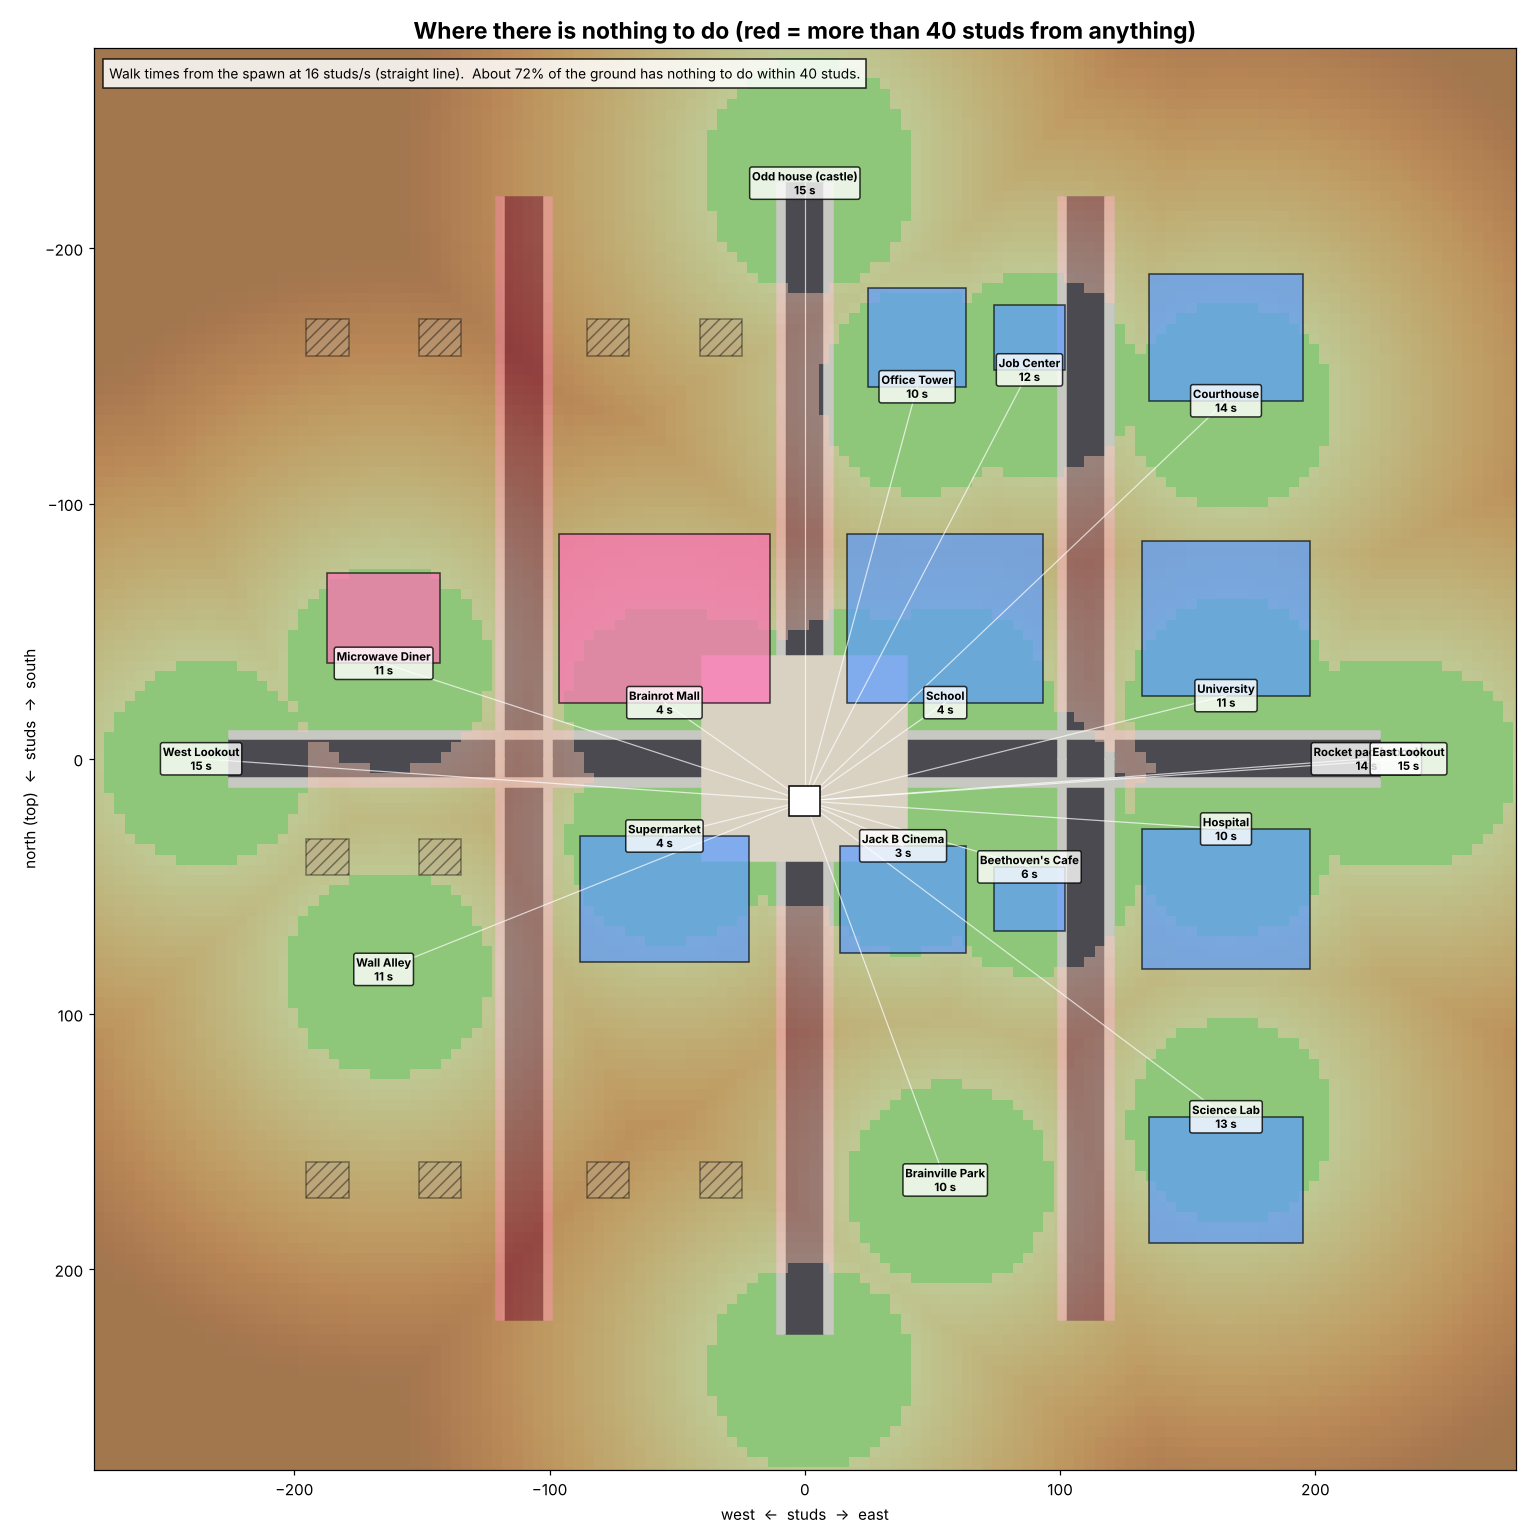 Where there is nothing to do (red = more than 40 studs from anything)
Walk times from the spawn at 16 studs/s (straight line).  About 72% of the ground has nothing to do within 40 studs.
Odd house (castle)
15 s
−200
Office Tower
10 s
Job Center
12 s
Courthouse
14 s
−100
Microwave Diner
11 s
Brainrot Mall
4 s
School
4 s
University
11 s
West Lookout
15 s
0
Rocket pa
14 s
East Lookout
15 s
Supermarket
4 s
Jack B Cinema
3 s
Beethoven's Cafe
6 s
Hospital
10 s
Wall Alley
11 s
100
Science Lab
13 s
Brainville Park
10 s
200
north (top) ← studs → south
−200
−100
0
100
200
west ← studs → east